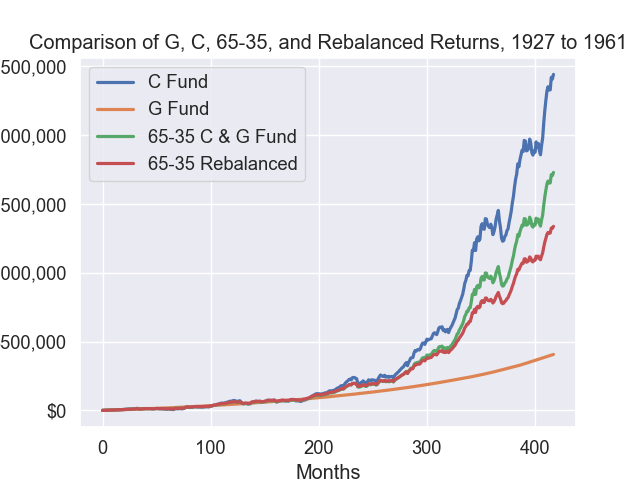 Comparison of G, C, 65-35, and Rebalanced Returns, 1927 to 1961
C Fund
G Fund
65-35 C & G Fund
65-35 Rebalanced
500,000
000,000
500,000
000,000
500,000
$0
0 100 200 300 400
Months